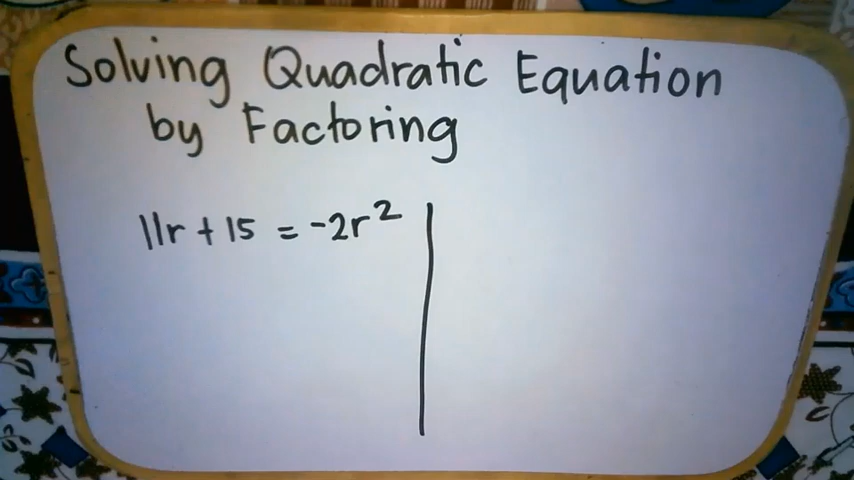 Solving Quadratic Equation
by Factoring
11r + 15 = -2r²